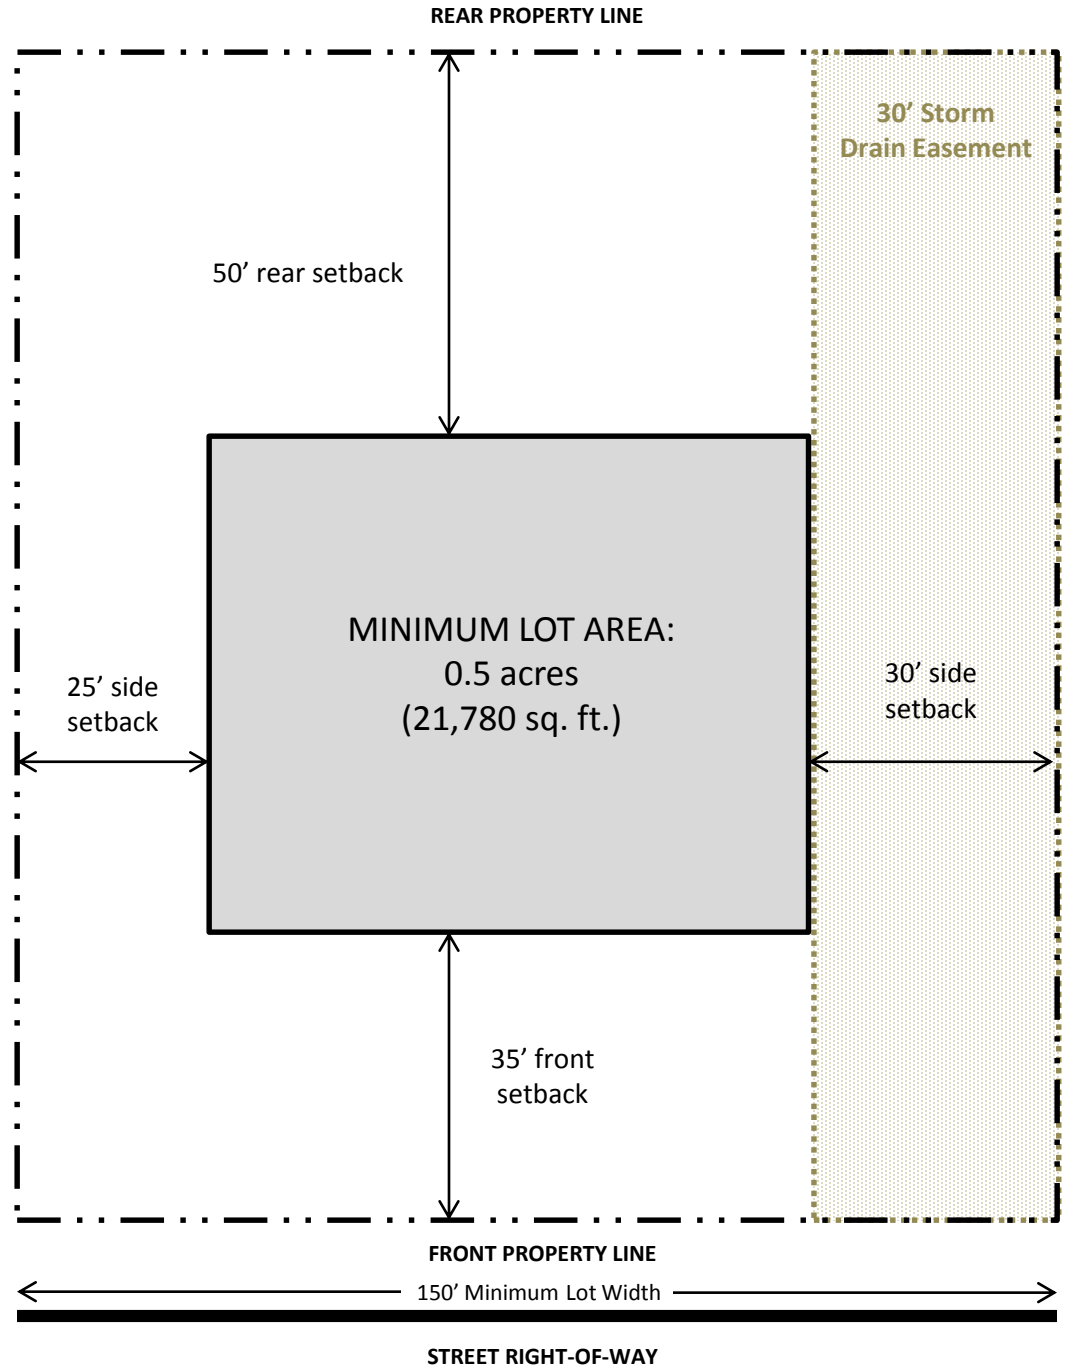 REAR PROPERTY LINE
30’ Storm
Drain Easement
50’ rear setback
MINIMUM LOT AREA:
0.5 acres
(21,780 sq. ft.)
25’ side
setback
30’ side
setback
35’ front
setback
FRONT PROPERTY LINE
150’ Minimum Lot Width
STREET RIGHT-OF-WAY